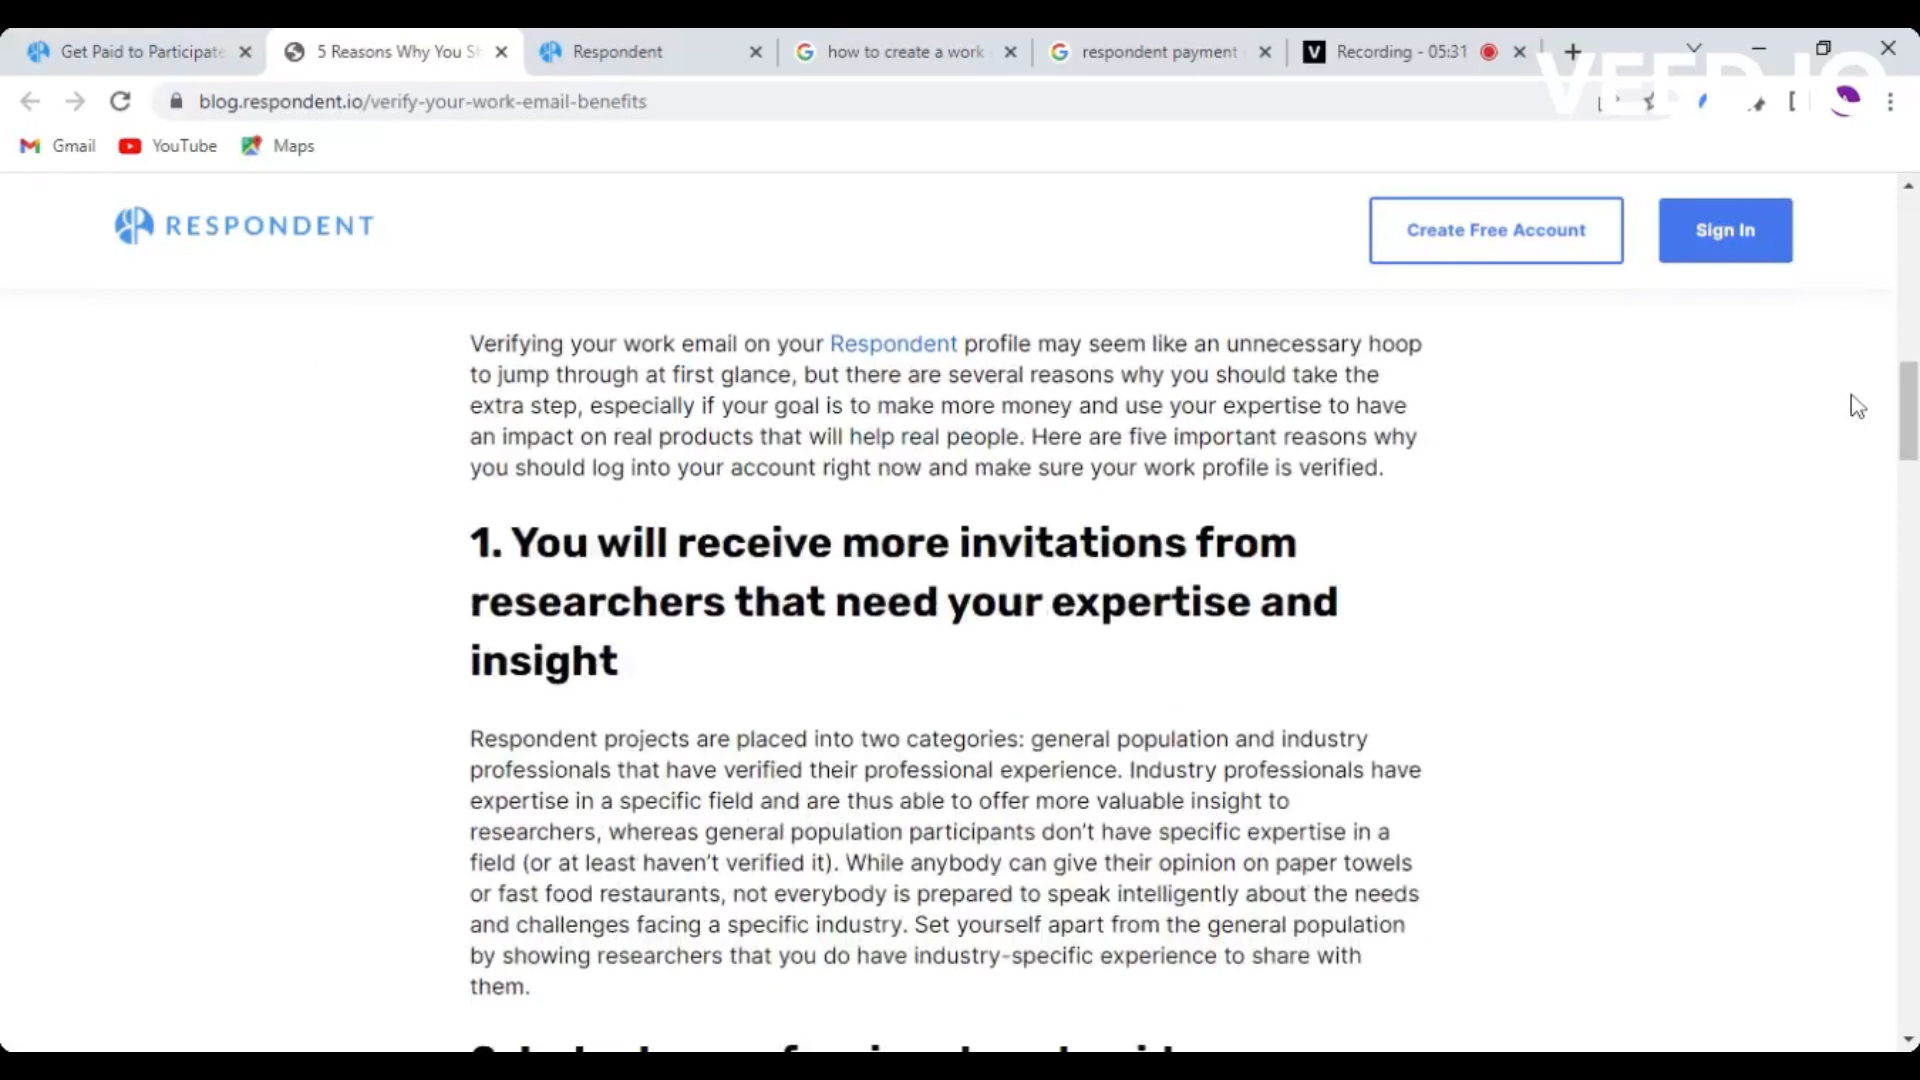 Get Paid to Participate
5 Reasons Why You Sh
Respondent
how to create a work
respondent payment
V Recording - 05:31
VEED.IO
blog.respondent.io/verify-your-work-email-benefits
Gmail
YouTube
Maps
RESPONDENT
Create Free Account
Sign In
Verifying your work email on your Respondent profile may seem like an unnecessary hoop
to jump through at first glance, but there are several reasons why you should take the
extra step, especially if your goal is to make more money and use your expertise to have
an impact on real products that will help real people. Here are five important reasons why
you should log into your account right now and make sure your work profile is verified.
1. You will receive more invitations from
researchers that need your expertise and
insight
Respondent projects are placed into two categories: general population and industry
professionals that have verified their professional experience. Industry professionals have
expertise in a specific field and are thus able to offer more valuable insight to
researchers, whereas general population participants don't have specific expertise in a
field (or at least haven't verified it). While anybody can give their opinion on paper towels
or fast food restaurants, not everybody is prepared to speak intelligently about the needs
and challenges facing a specific industry. Set yourself apart from the general population
by showing researchers that you do have industry-specific experience to share with
them.